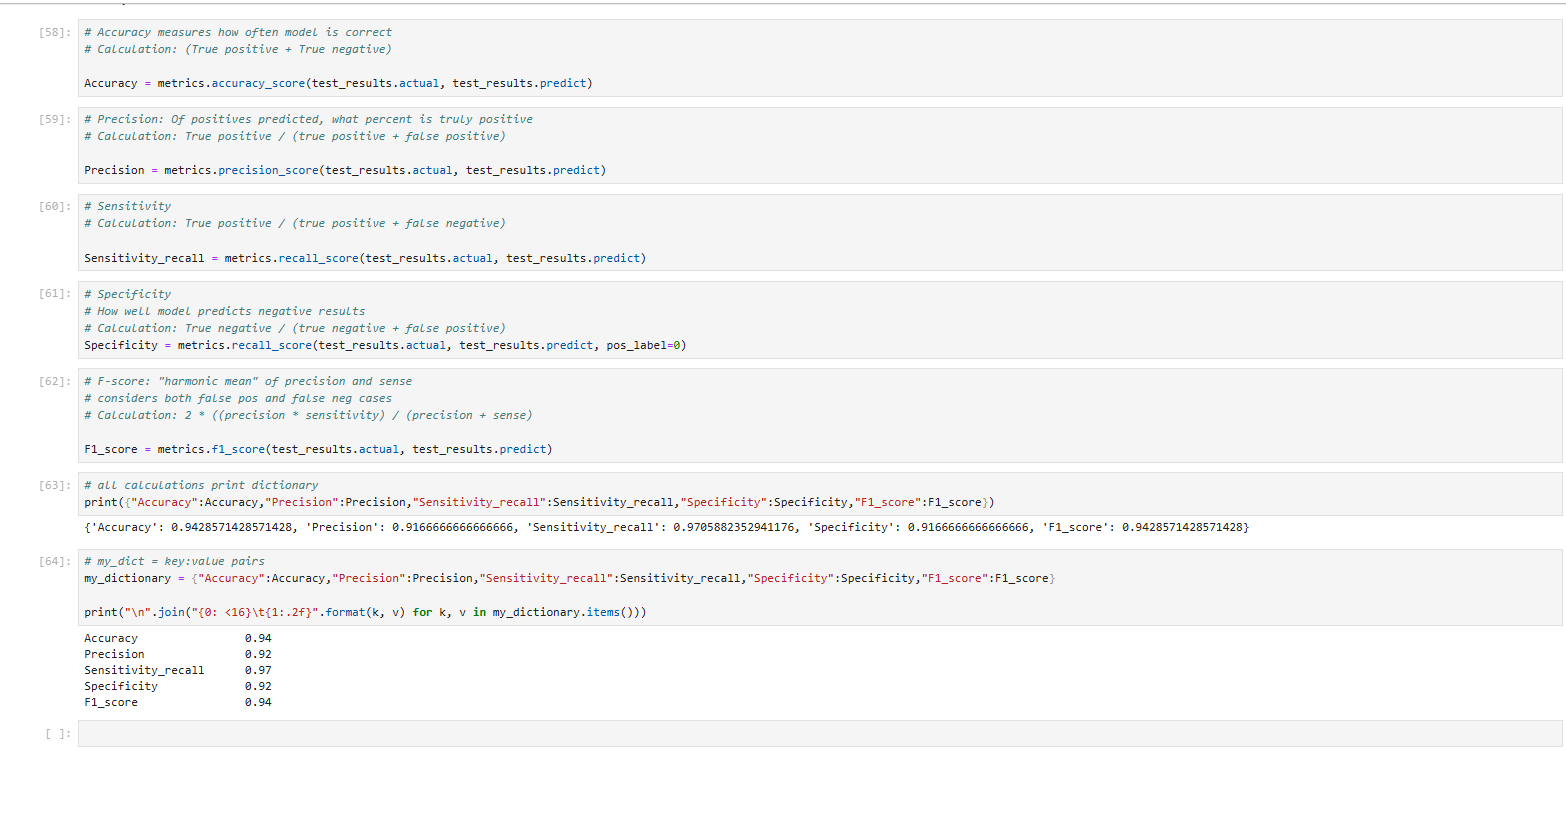 [58]: # Accuracy measures how often model is correct
# Calculation: (True positive + True negative)
Accuracy = metrics.accuracy_score(test_results.actual, test_results.predict)
[59]: # Precision: Of positives predicted, what percent is truly positive
# Calculation: True positive / (true positive + false positive)
Precision = metrics.precision_score(test_results.actual, test_results.predict)
[60]: # Sensitivity
# Calculation: True positive / (true positive + false negative)
Sensitivity_recall = metrics.recall_score(test_results.actual, test_results.predict)
[61]: # Specificity
# How well model predicts negative results
# Calculation: True negative / (true negative + false positive)
Specificity = metrics.recall_score(test_results.actual, test_results.predict, pos_label=0)
[62]: # F-score: "harmonic mean" of precision and sense
# considers both false pos and false neg cases
# Calculation: 2 * ((precision * sensitivity) / (precision + sense)
F1_score = metrics.f1_score(test_results.actual, test_results.predict)
[63]: # all calculations print dictionary
print({"Accuracy":Accuracy,"Precision":Precision,"Sensitivity_recall":Sensitivity_recall,"Specificity":Specificity,"F1_score":F1_score})
{'Accuracy': 0.9428571428571428, 'Precision': 0.9166666666666666, 'Sensitivity_recall': 0.9705882352941176, 'Specificity': 0.9166666666666666, 'F1_score': 0.9428571428571428}
[64]: # my_dict = key:value pairs
my_dictionary = {"Accuracy":Accuracy,"Precision":Precision,"Sensitivity_recall":Sensitivity_recall,"Specificity":Specificity,"F1_score":F1_score}
print("\n".join("{0: <16}\t{1:.2f}".format(k, v) for k, v in my_dictionary.items()))
Accuracy 0.94
Precision 0.92
Sensitivity_recall 0.97
Specificity 0.92
F1_score 0.94
[ ]: